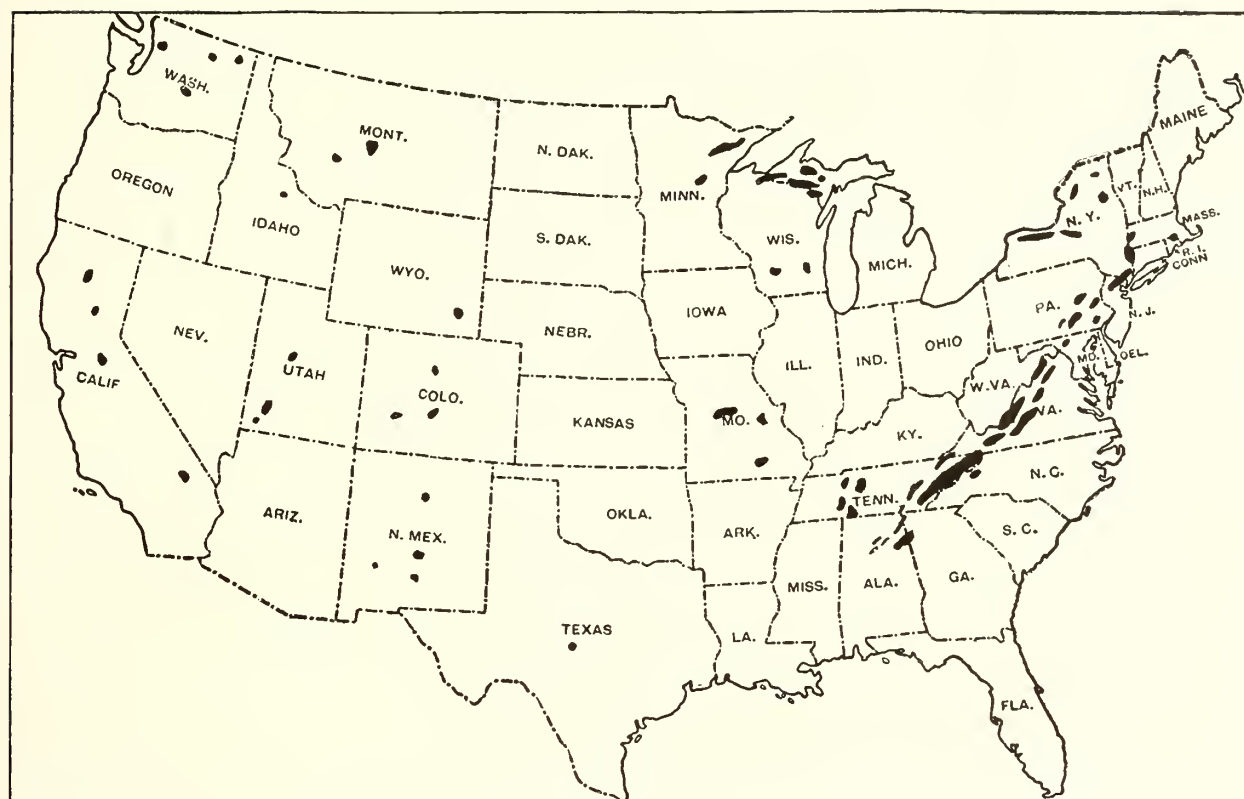 WASH.
MONT.
N. DAK.
MINN.
MAINE
OREGON
IDAHO
S. DAK.
WIS.
MICH.
N. Y.
VT.
N.H.
MASS.
R. I.
CONN
WYO.
IOWA
PA.
N. J.
NEV.
NEBR.
ILL.
IND.
OHIO
MD.
DEL.
CALIF
UTAH
COLO.
KANSAS
MO.
W. VA.
VA.
KY.
ARIZ.
N. MEX.
OKLA.
ARK.
TENN.
N. C.
S. C.
TEXAS
LA.
MISS.
ALA.
GA.
FLA.